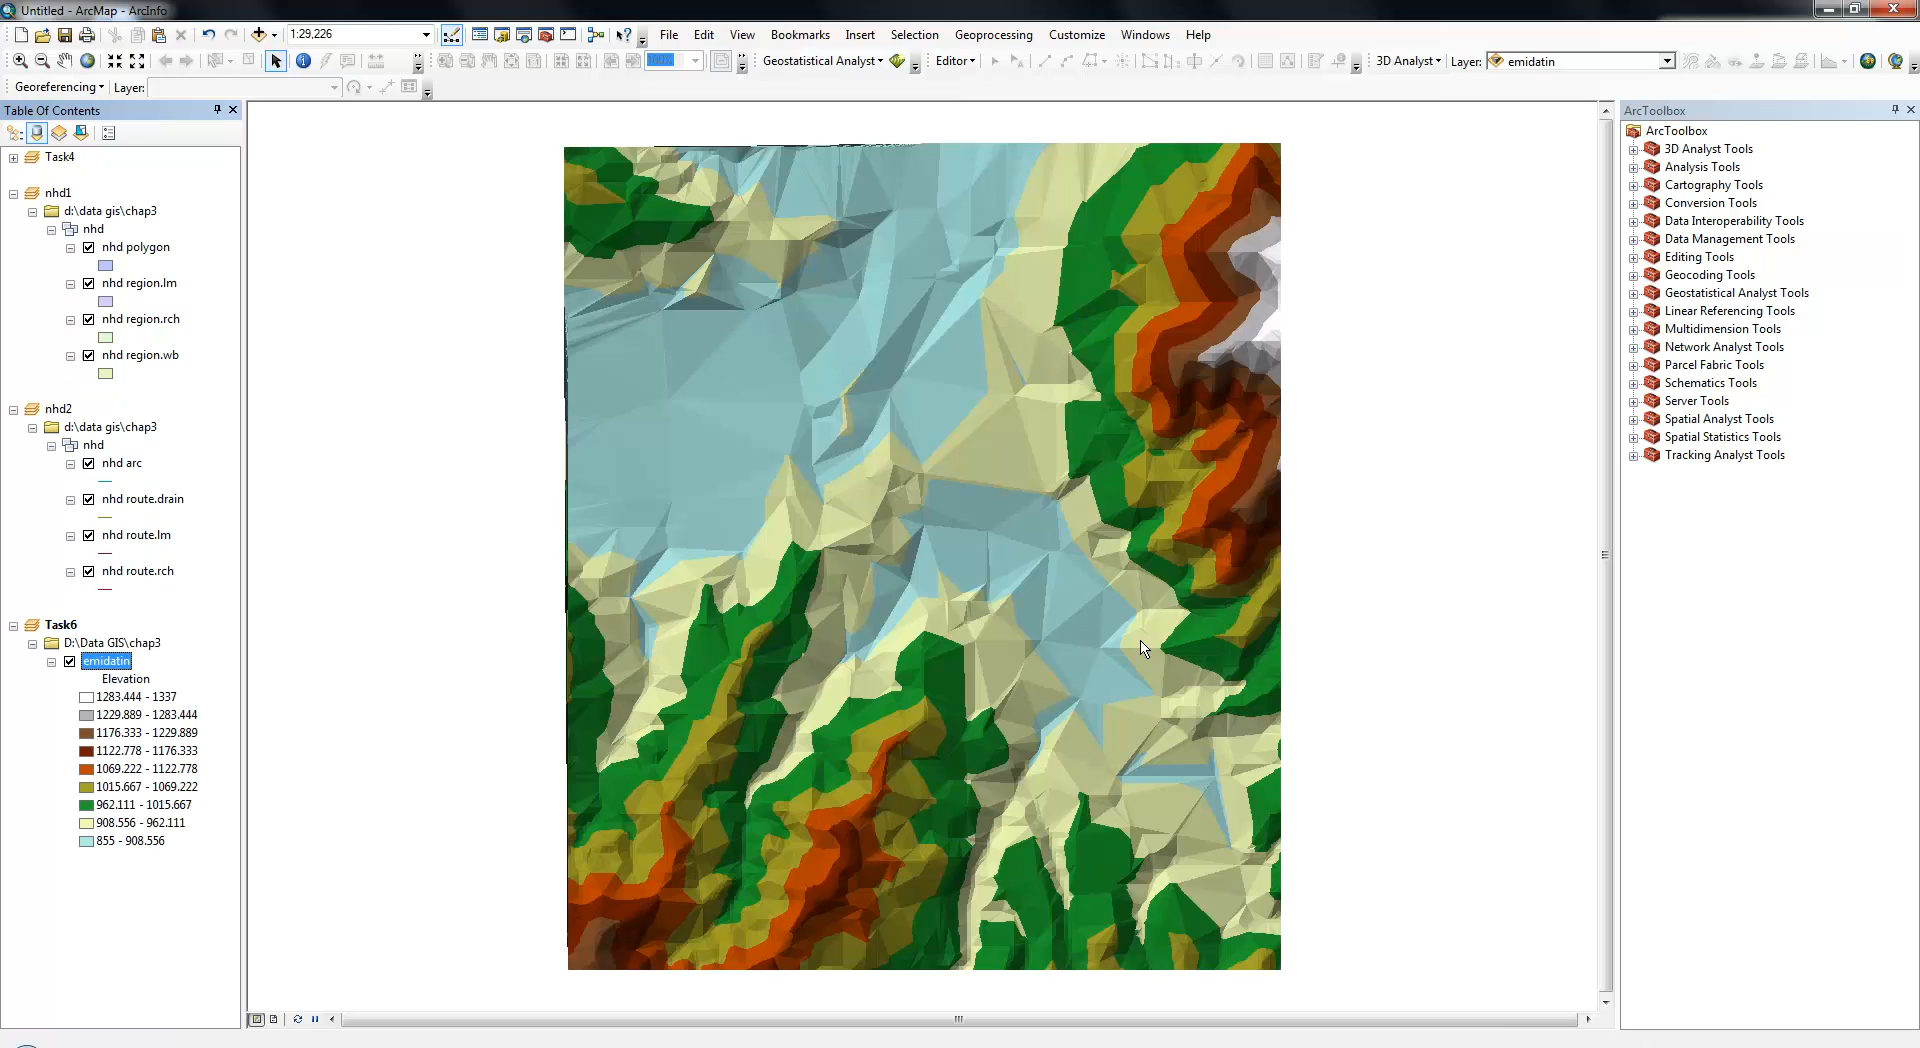 Untitled - ArcMap - ArcInfo
1:29,226
File Edit View Bookmarks Insert Selection Geoprocessing Customize Windows Help
100%
Geostatistical Analyst
Editor
3D Analyst
Layer:
emidatin
Georeferencing
Layer:
Table Of Contents
Task4
nhd1
d:\data gis\chap3
nhd
nhd polygon
nhd region.lm
nhd region.rch
nhd region.wb
nhd2
d:\data gis\chap3
nhd
nhd arc
nhd route.drain
nhd route.lm
nhd route.rch
Task6
D:\Data GIS\chap3
emidatin
Elevation
1283.444 - 1337
1229.889 - 1283.444
1176.333 - 1229.889
1122.778 - 1176.333
1069.222 - 1122.778
1015.667 - 1069.222
962.111 - 1015.667
908.556 - 962.111
855 - 908.556
ArcToolbox
ArcToolbox
3D Analyst Tools
Analysis Tools
Cartography Tools
Conversion Tools
Data Interoperability Tools
Data Management Tools
Editing Tools
Geocoding Tools
Geostatistical Analyst Tools
Linear Referencing Tools
Multidimension Tools
Network Analyst Tools
Parcel Fabric Tools
Schematics Tools
Server Tools
Spatial Analyst Tools
Spatial Statistics Tools
Tracking Analyst Tools